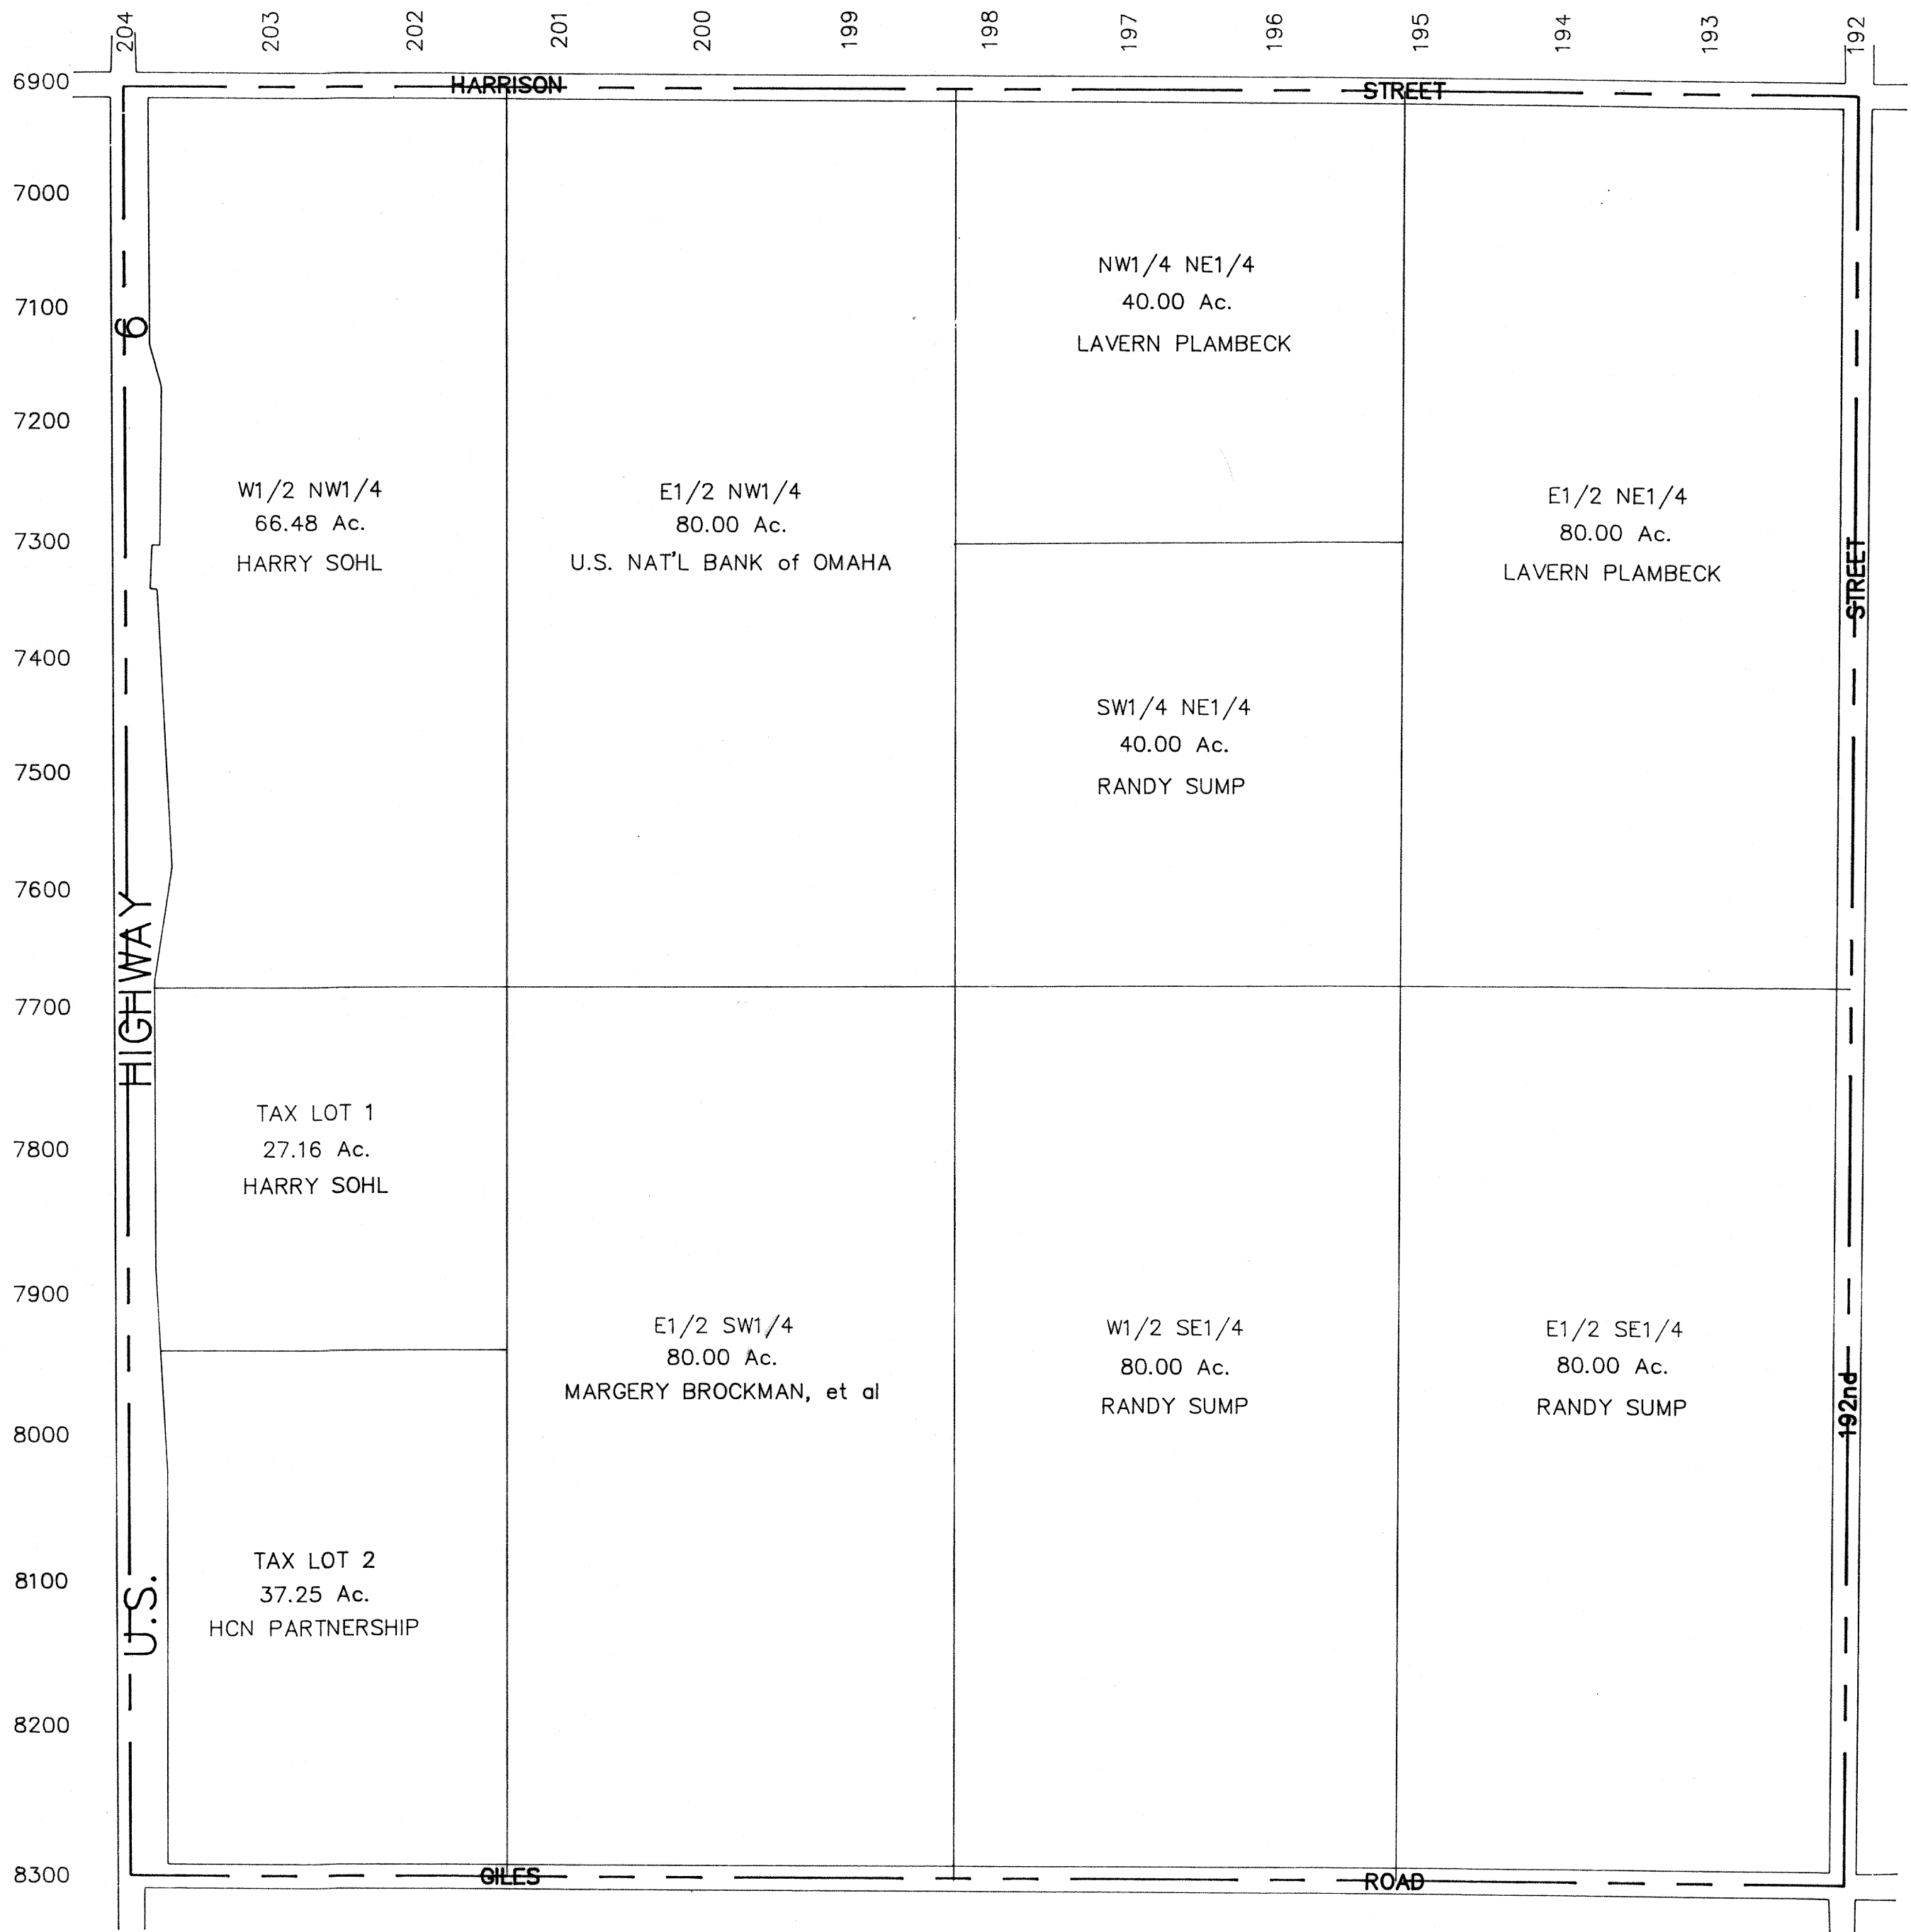 204
203
202
201
200
199
198
197
196
195
194
193
192
6900
7000
7100
7200
7300
7400
7500
7600
7700
7800
7900
8000
8100
8200
8300
HARRISON STREET
U.S. HIGHWAY 6
192nd STREET
GILES ROAD
W1/2 NW1/4
66.48 Ac.
HARRY SOHL
E1/2 NW1/4
80.00 Ac.
U.S. NAT'L BANK of OMAHA
NW1/4 NE1/4
40.00 Ac.
LAVERN PLAMBECK
E1/2 NE1/4
80.00 Ac.
LAVERN PLAMBECK
SW1/4 NE1/4
40.00 Ac.
RANDY SUMP
TAX LOT 1
27.16 Ac.
HARRY SOHL
TAX LOT 2
37.25 Ac.
HCN PARTNERSHIP
E1/2 SW1/4
80.00 Ac.
MARGERY BROCKMAN, et al
W1/2 SE1/4
80.00 Ac.
RANDY SUMP
E1/2 SE1/4
80.00 Ac.
RANDY SUMP